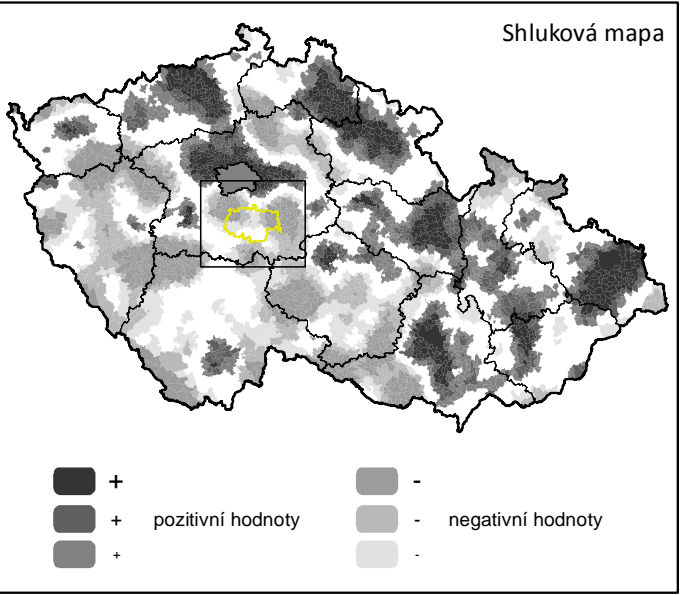 Shluková mapa
+ -
+ pozitivní hodnoty - negativní hodnoty
+ -